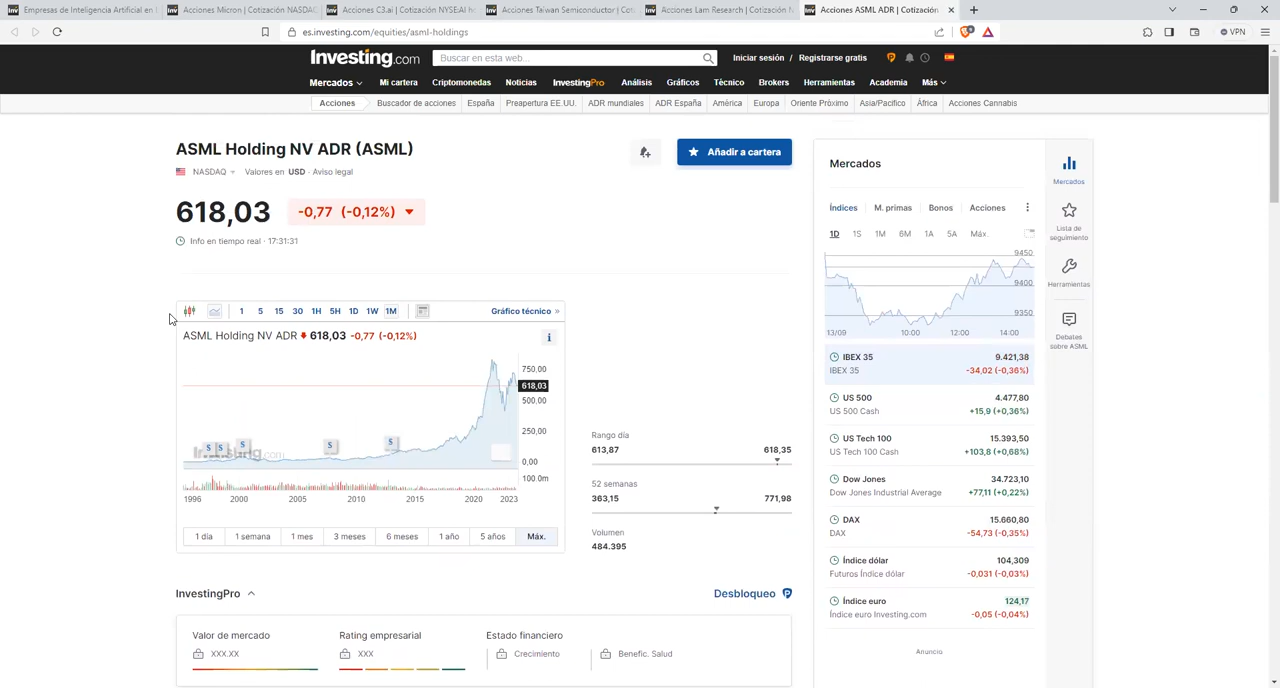 Empresas de Inteligencia Artificial en
Acciones Micron | Cotización NASDAQ
Acciones C3.ai | Cotización NYSE:AI h
Acciones Taiwan Semiconductor | Cot
Acciones Lam Research | Cotización N
Acciones ASML ADR | Cotización
es.investing.com/equities/asml-holdings
VPN
Investing.com
Buscar en esta web...
Iniciar sesión / Registrarse gratis
Mercados
Mi cartera
Criptomonedas
Noticias
InvestingPro
Análisis
Gráficos
Técnico
Brokers
Herramientas
Academia
Más
Acciones
Buscador de acciones
España
Preapertura EE.UU.
ADR mundiales
ADR España
América
Europa
Oriente Próximo
Asia/Pacífico
África
Acciones Cannabis
ASML Holding NV ADR (ASML)
Añadir a cartera
NASDAQ
Valores en USD · Aviso legal
618,03
-0,77 (-0,12%)
Info en tiempo real · 17:31:31
1 5 15 30 1H 5H 1D 1W 1M
Gráfico técnico »
ASML Holding NV ADR 618,03 -0,77 (-0,12%)
i
750,00
618,03
500,00
250,00
0,00
100.0m
S S S S S
Investing.com
1996 2000 2005 2010 2015 2020 2023
1 día
1 semana
1 mes
3 meses
6 meses
1 año
5 años
Máx.
Rango día
613,87 618,35
52 semanas
363,15 771,98
Volumen
484.395
InvestingPro
Desbloqueo
Valor de mercado
XXX.XX
Rating empresarial
XXX
Estado financiero
Crecimiento
Benefic. Salud
Mercados
Índices
M. primas
Bonos
Acciones
1D 1S 1M 6M 1A 5A Máx.
9450
9400
9350
13/09 10:00 12:00 14:00
IBEX 35 9.421,38
IBEX 35 -34,02 (-0,36%)
US 500 4.477,80
US 500 Cash +15,9 (+0,36%)
US Tech 100 15.393,50
US Tech 100 Cash +103,8 (+0,68%)
Dow Jones 34.723,10
Dow Jones Industrial Average +77,11 (+0,22%)
DAX 15.660,80
DAX -54,73 (-0,35%)
Índice dólar 104,309
Futuros Índice dólar -0,031 (-0,03%)
Índice euro 124,17
Índice euro Investing.com -0,05 (-0,04%)
Anuncio
Mercados
Lista de
seguimiento
Herramientas
Debates
sobre ASML